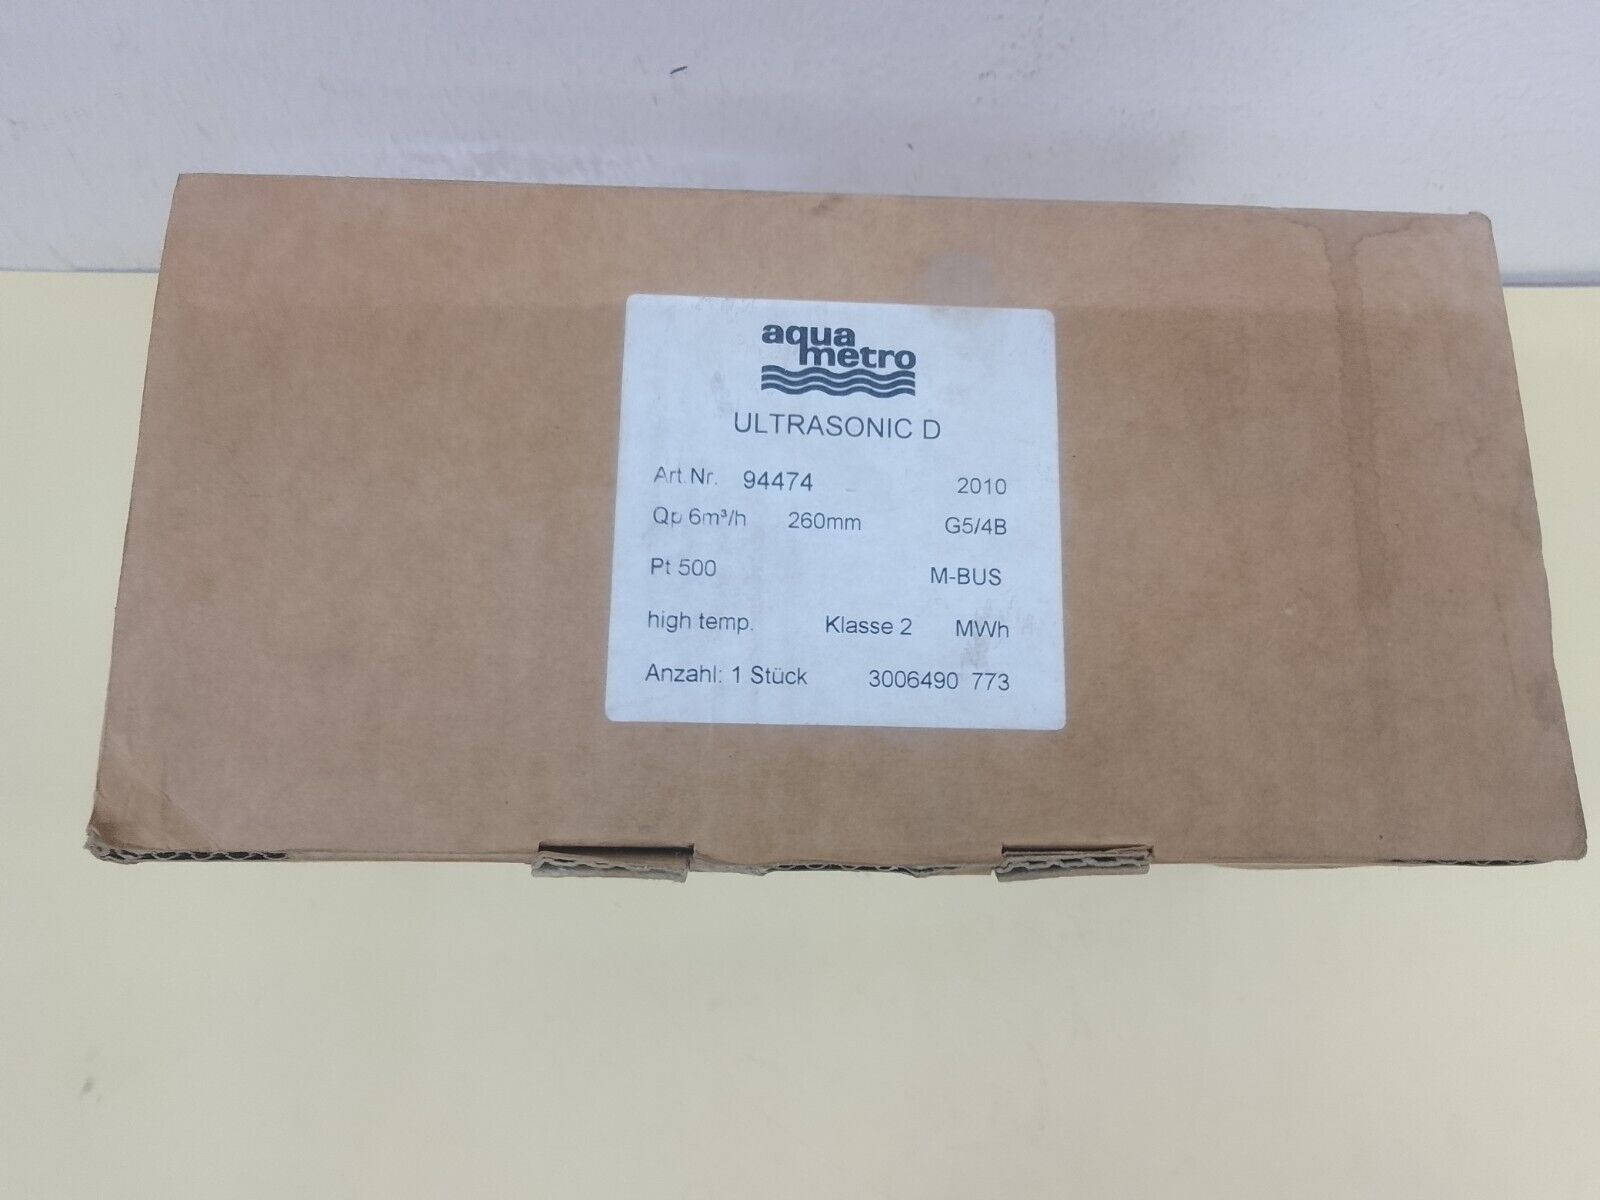 aqua
metro
ULTRASONIC D
Art.Nr. 94474 2010
Qp 6m³/h 260mm G5/4B
Pt 500 M-BUS
high temp. Klasse 2 MWh
Anzahl: 1 Stück 3006490 773